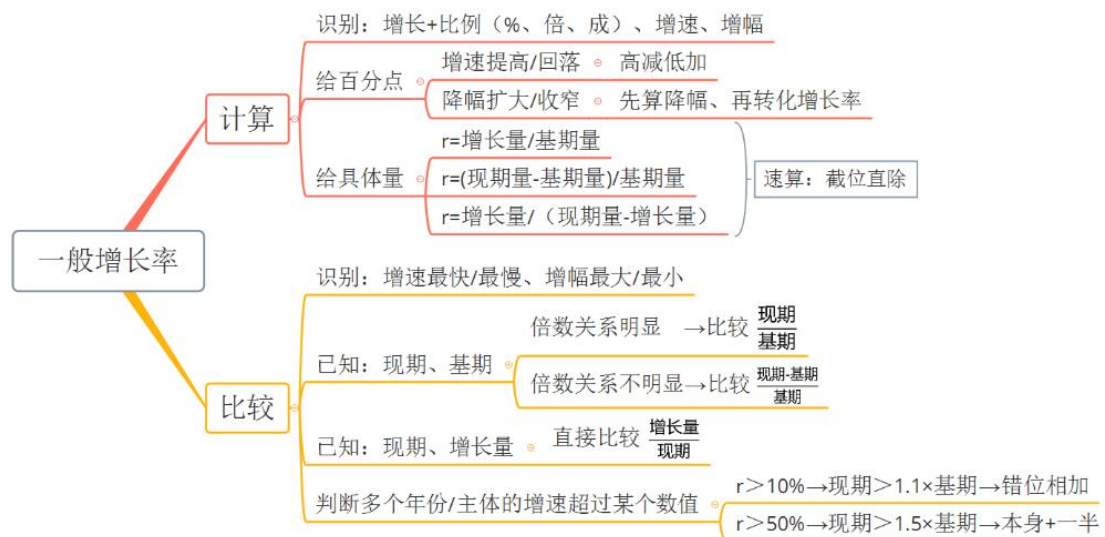 一般增长率
计算
识别：增长+比例（%、倍、成）、增速、增幅
给百分点
增速提高/回落
高减低加
降幅扩大/收窄
先算降幅、再转化增长率
给具体量
r=增长量/基期量
r=(现期量-基期量)/基期量
r=增长量/（现期量-增长量）
速算：截位直除
比较
识别：增速最快/最慢、增幅最大/最小
已知：现期、基期
倍数关系明显 →比较 现期/基期
倍数关系不明显→比较 现期-基期/基期
已知：现期、增长量
直接比较 增长量/现期
判断多个年份/主体的增速超过某个数值
r＞10%→现期＞1.1×基期→错位相加
r＞50%→现期＞1.5×基期→本身+一半